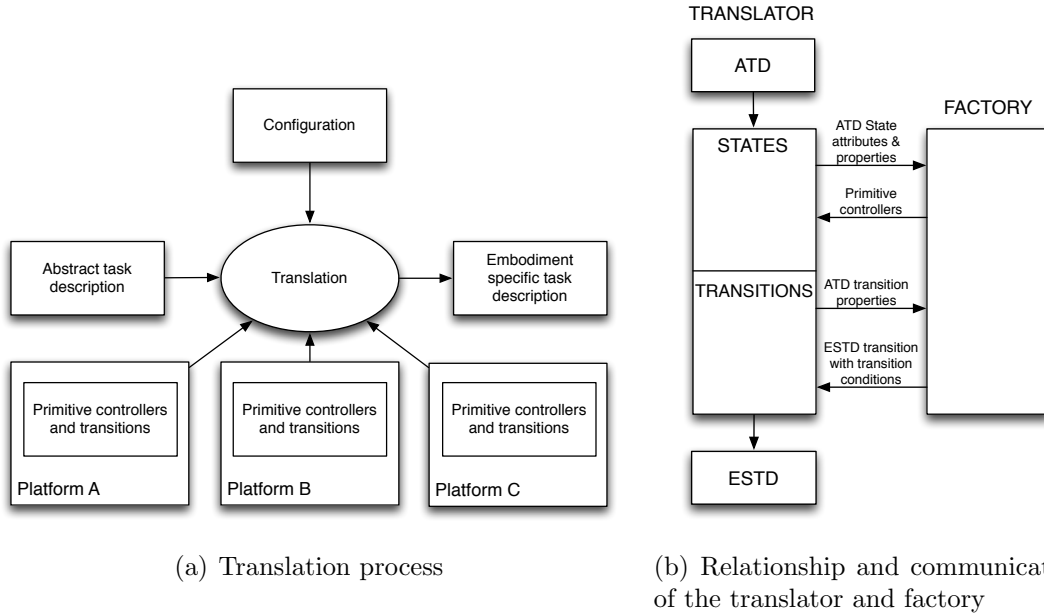 Configuration
Abstract task
description
Translation
Embodiment
specific task
description
Primitive controllers
and transitions
Platform A
Primitive controllers
and transitions
Platform B
Primitive controllers
and transitions
Platform C
(a) Translation process
TRANSLATOR
ATD
FACTORY
STATES
ATD State
attributes &
properties
Primitive
controllers
TRANSITIONS
ATD transition
properties
ESTD transition
with transition
conditions
ESTD
(b) Relationship and communicat
of the translator and factory